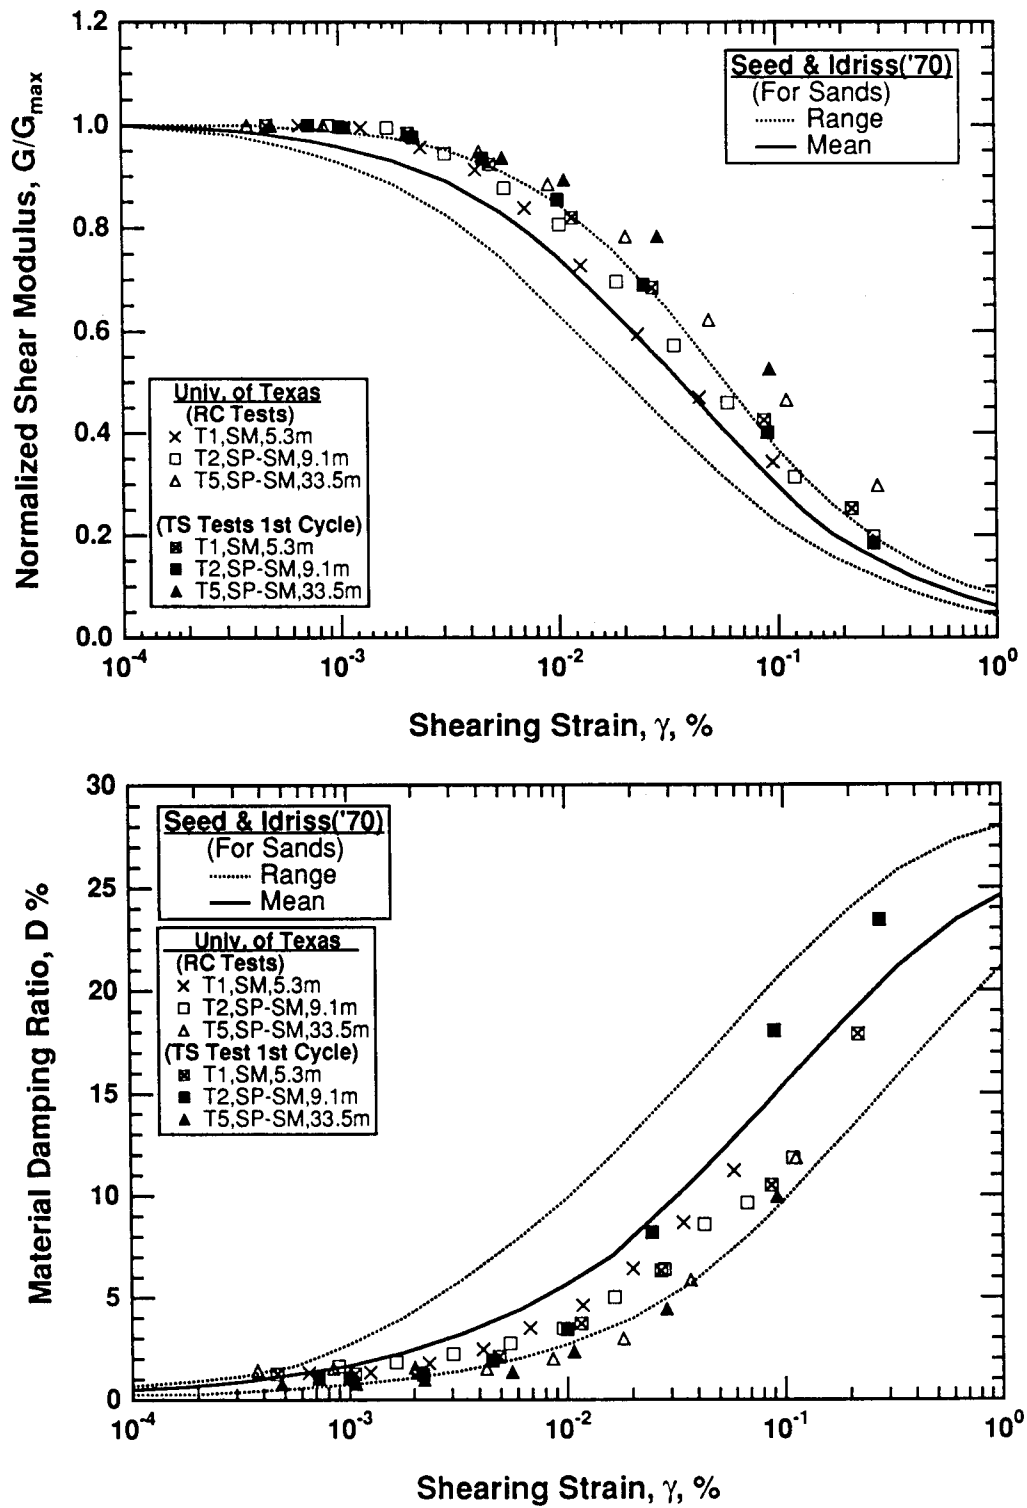 1.2
1.0
0.8
0.6
0.4
0.2
0.0
Normalized Shear Modulus, G/Gmax
Seed & Idriss('70)
(For Sands)
Range
Mean
Univ. of Texas
(RC Tests)
T1,SM,5.3m
T2,SP-SM,9.1m
T5,SP-SM,33.5m
(TS Tests 1st Cycle)
T1,SM,5.3m
T2,SP-SM,9.1m
T5,SP-SM,33.5m
10⁻⁴ 10⁻³ 10⁻² 10⁻¹ 10⁰
Shearing Strain, γ, %
30
25
20
15
10
5
0
Material Damping Ratio, D %
Seed & Idriss('70)
(For Sands)
Range
Mean
Univ. of Texas
(RC Tests)
T1,SM,5.3m
T2,SP-SM,9.1m
T5,SP-SM,33.5m
(TS Test 1st Cycle)
T1,SM,5.3m
T2,SP-SM,9.1m
T5,SP-SM,33.5m
10⁻⁴ 10⁻³ 10⁻² 10⁻¹ 10⁰
Shearing Strain, γ, %